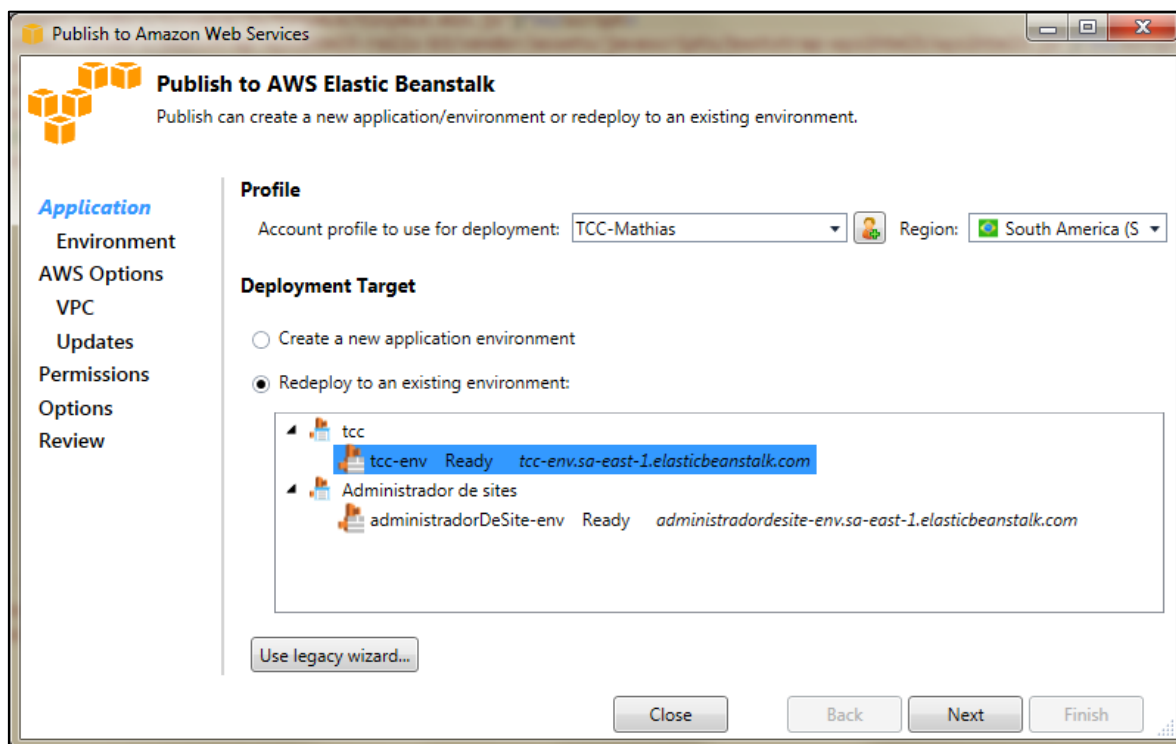 Publish to Amazon Web Services
Publish to AWS Elastic Beanstalk
Publish can create a new application/environment or redeploy to an existing environment.
Application
Environment
AWS Options
VPC
Updates
Permissions
Options
Review
Profile
Account profile to use for deployment: TCC-Mathias Region: South America (S
Deployment Target
Create a new application environment
Redeploy to an existing environment:
tcc
tcc-env Ready tcc-env.sa-east-1.elasticbeanstalk.com
Administrador de sites
administradorDeSite-env Ready administradordesite-env.sa-east-1.elasticbeanstalk.com
Use legacy wizard...
Close Back Next Finish